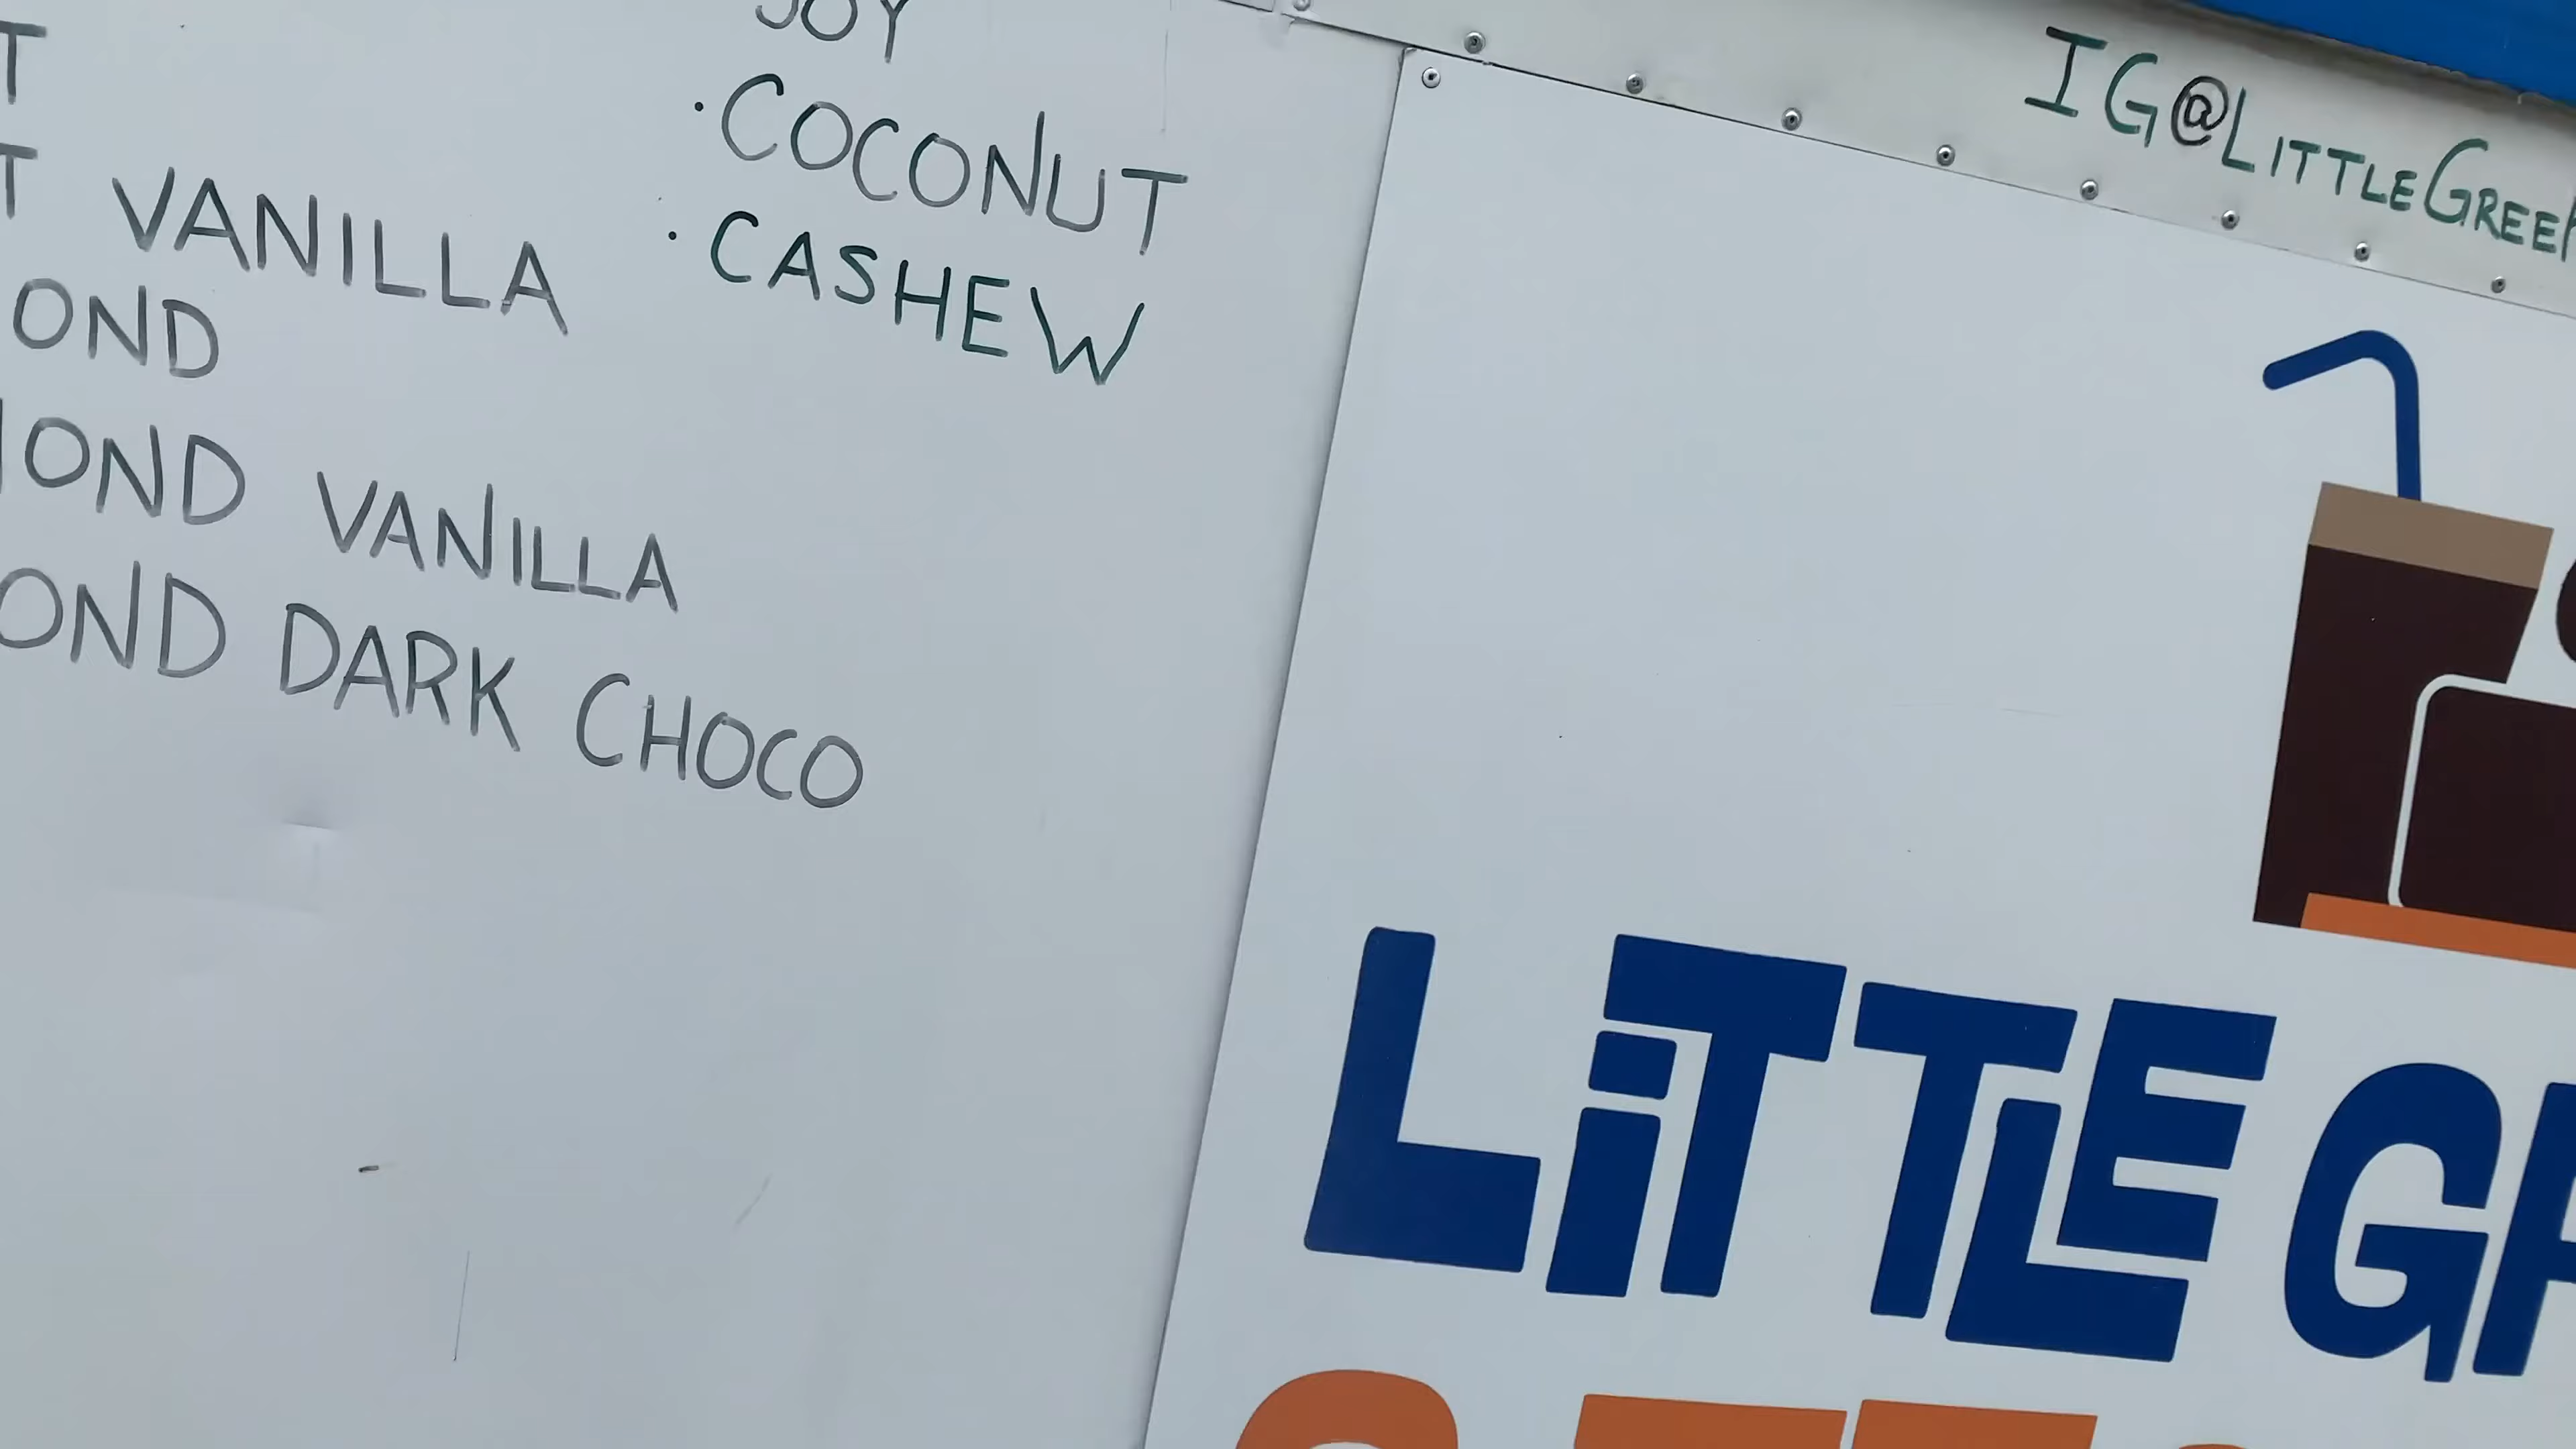 T
T VANILLA
OND
OND VANILLA
OND DARK CHOCO
JOY
·COCONUT
·CASHEW
IG@LITTLEGREE
LiTTLE G